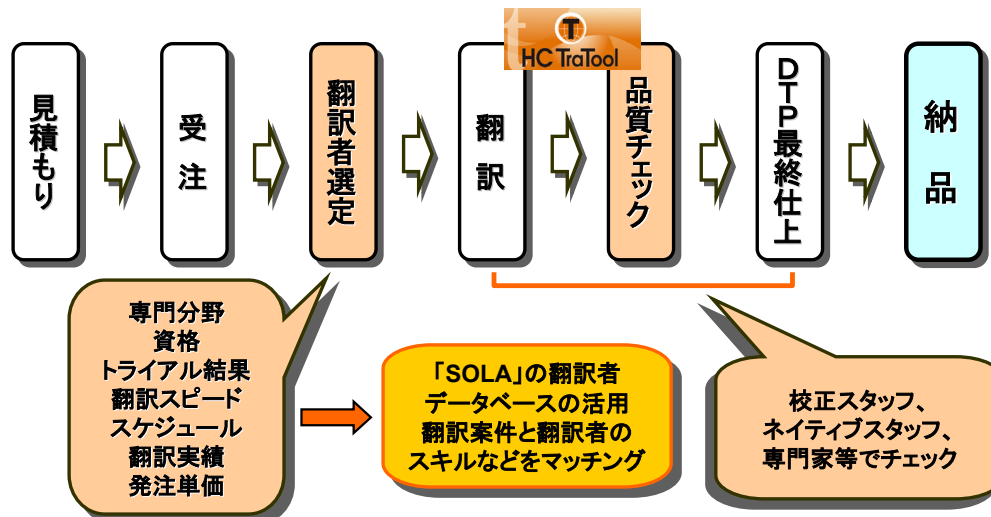 T
HC TraTool
見積もり
受注
翻訳者選定
翻訳
品質チェック
DTP最終仕上
納品
専門分野
資格
トライアル結果
翻訳スピード
スケジュール
翻訳実績
発注単価
「SOLA」の翻訳者
データベースの活用
翻訳案件と翻訳者の
スキルなどをマッチング
校正スタッフ、
ネイティブスタッフ、
専門家等でチェック